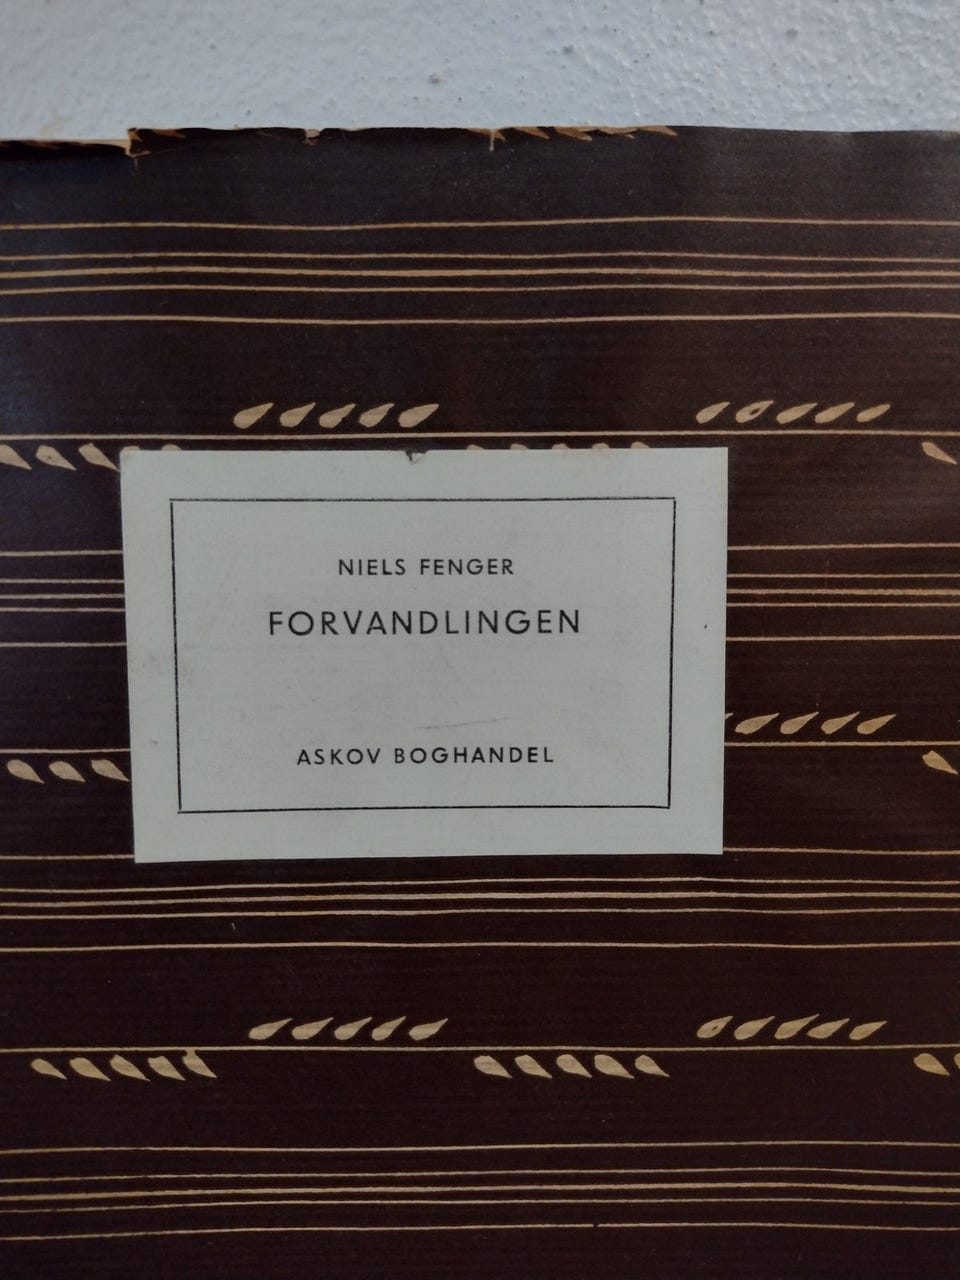 NIELS FENGER
FORVANDLINGEN
ASKOV BOGHANDEL